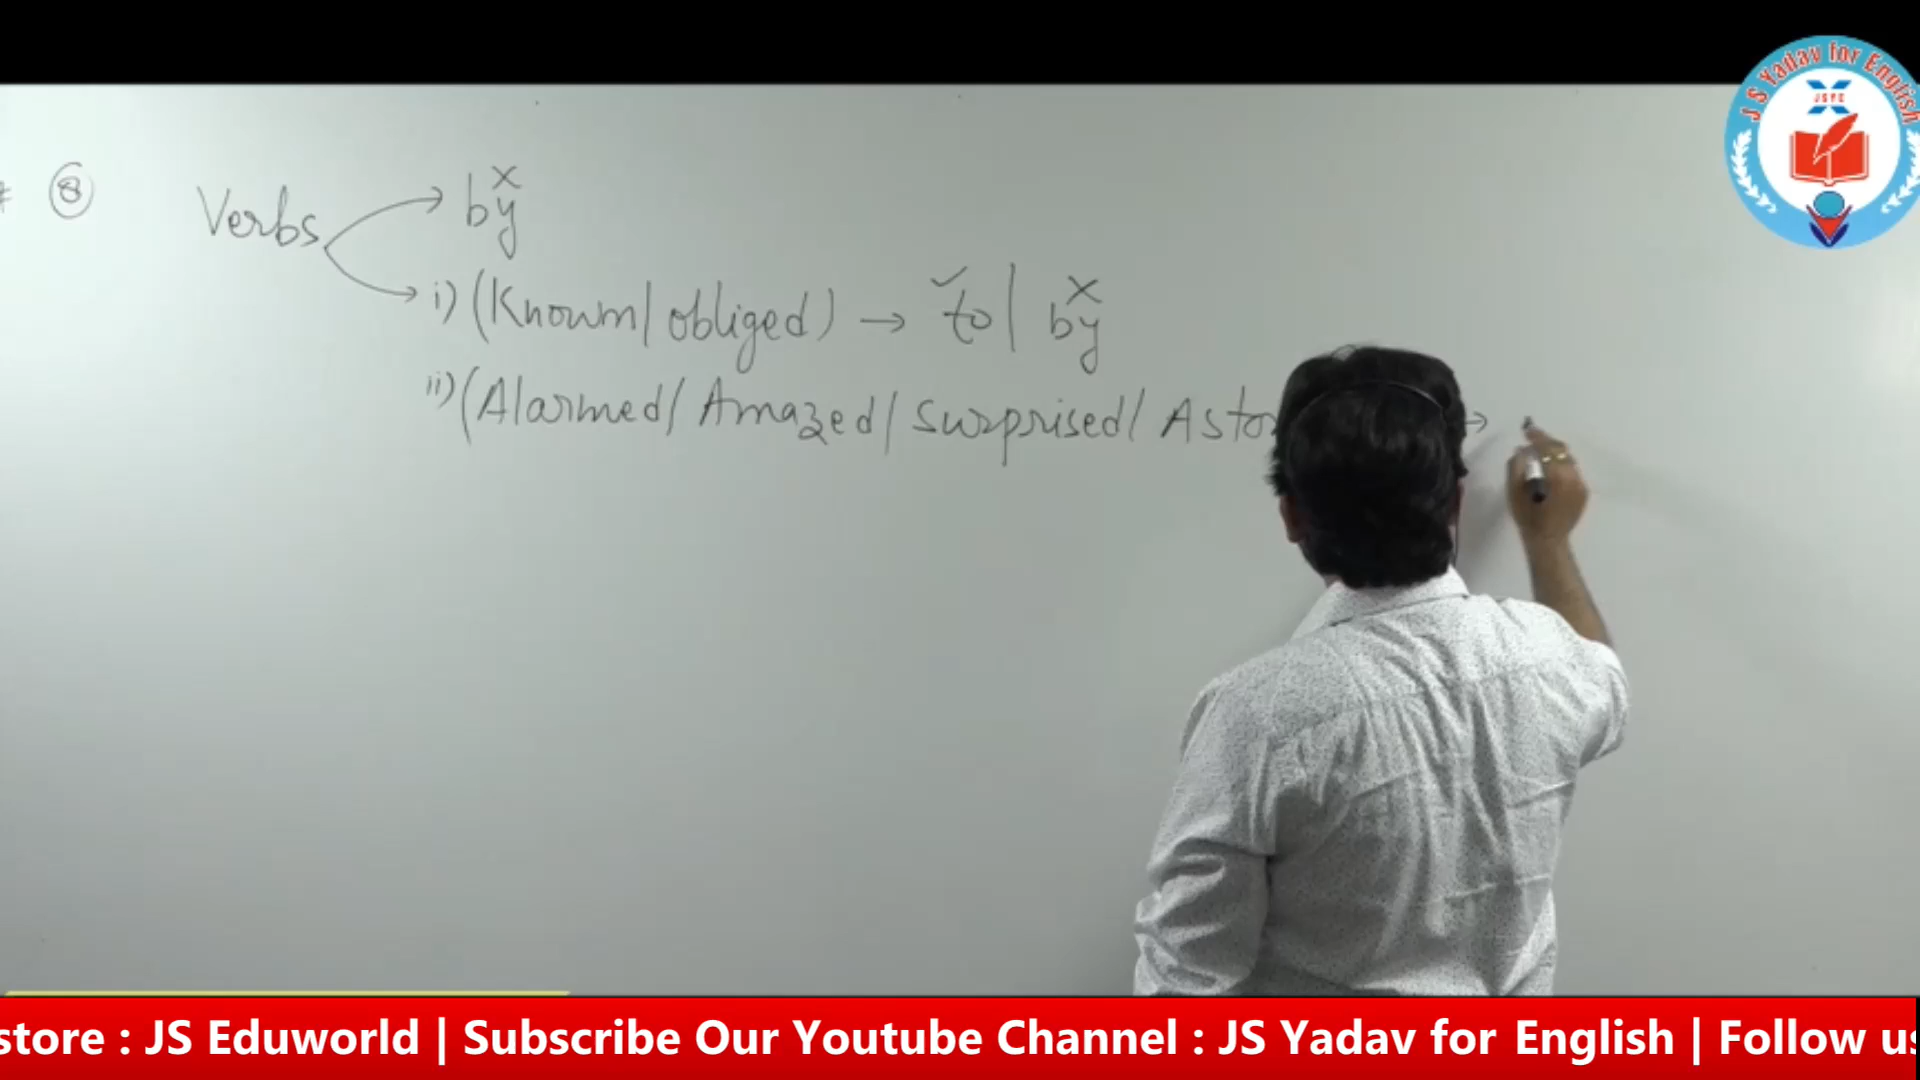 J S Yadav for English
JSYE
# ⑧ Verbs → by x
→ i) (Known/obliged) → ✓to | by x
ii) (Alarmed/ Amazed/ Surprised/ Asto →
store : JS Eduworld | Subscribe Our Youtube Channel : JS Yadav for English | Follow us